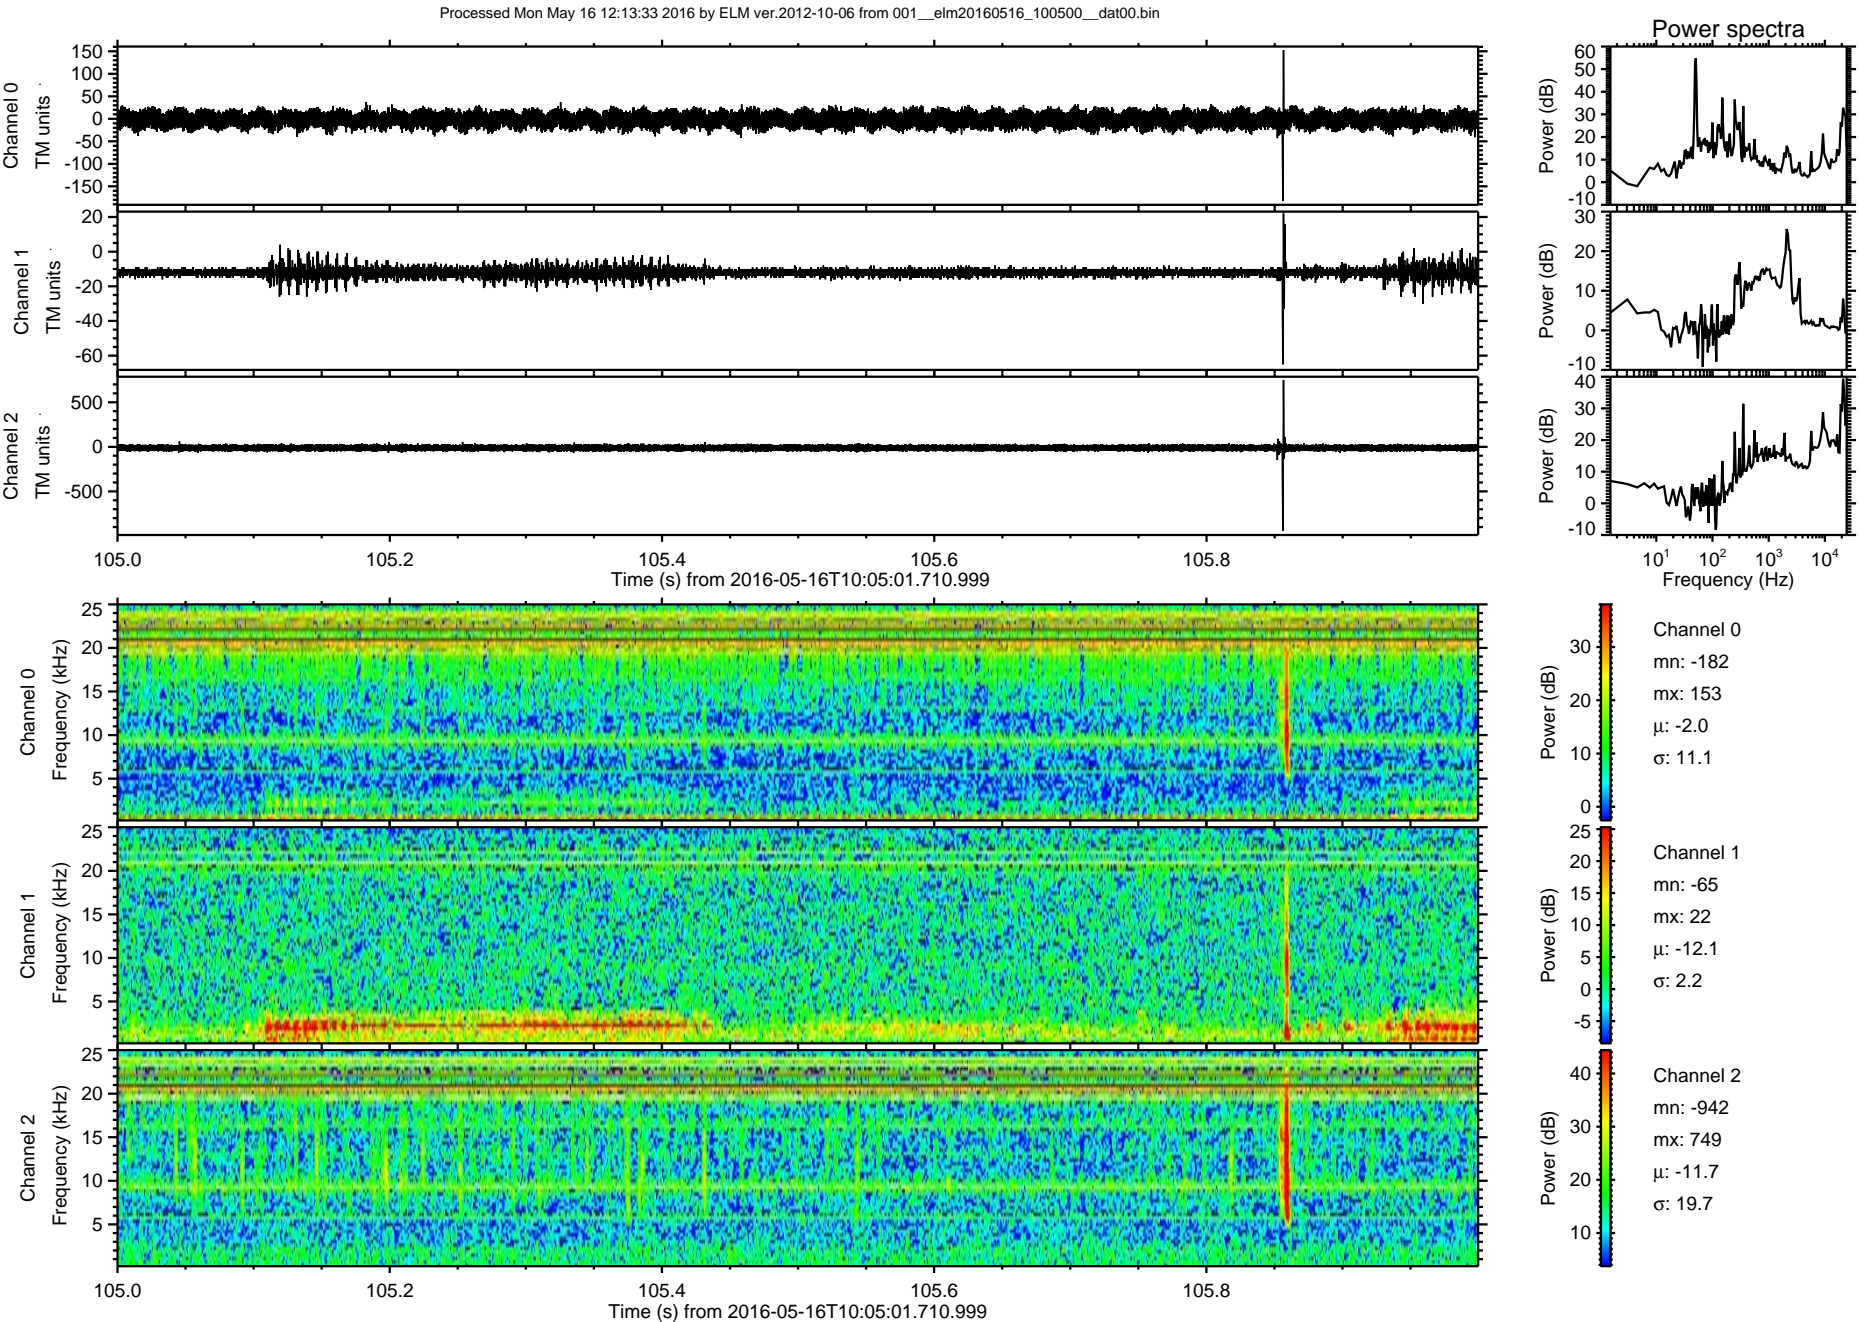 Processed Mon May 16 12:13:33 2016 by ELM ver.2012-10-06 from 001__elm20160516_100500__dat00.bin
Power spectra
Channel 0
TM units
150
100
50
0
-50
-100
-150
Power (dB)
60
50
40
30
20
10
0
-10
Channel 1
TM units
20
0
-20
-40
-60
Power (dB)
30
20
10
0
-10
Channel 2
TM units
500
0
-500
Power (dB)
40
30
20
10
0
-10
105.0 105.2 105.4 105.6 105.8
Time (s) from 2016-05-16T10:05:01.710.999
10^1 10^2 10^3 10^4
Frequency (Hz)
Channel 0
Frequency (kHz)
25
20
15
10
5
Power (dB)
30
20
10
0
Channel 0
mn: -182
mx: 153
μ: -2.0
σ: 11.1
Channel 1
Frequency (kHz)
25
20
15
10
5
Power (dB)
25
20
15
10
5
0
-5
Channel 1
mn: -65
mx: 22
μ: -12.1
σ: 2.2
Channel 2
Frequency (kHz)
25
20
15
10
5
Power (dB)
40
30
20
10
Channel 2
mn: -942
mx: 749
μ: -11.7
σ: 19.7
105.0 105.2 105.4 105.6 105.8
Time (s) from 2016-05-16T10:05:01.710.999